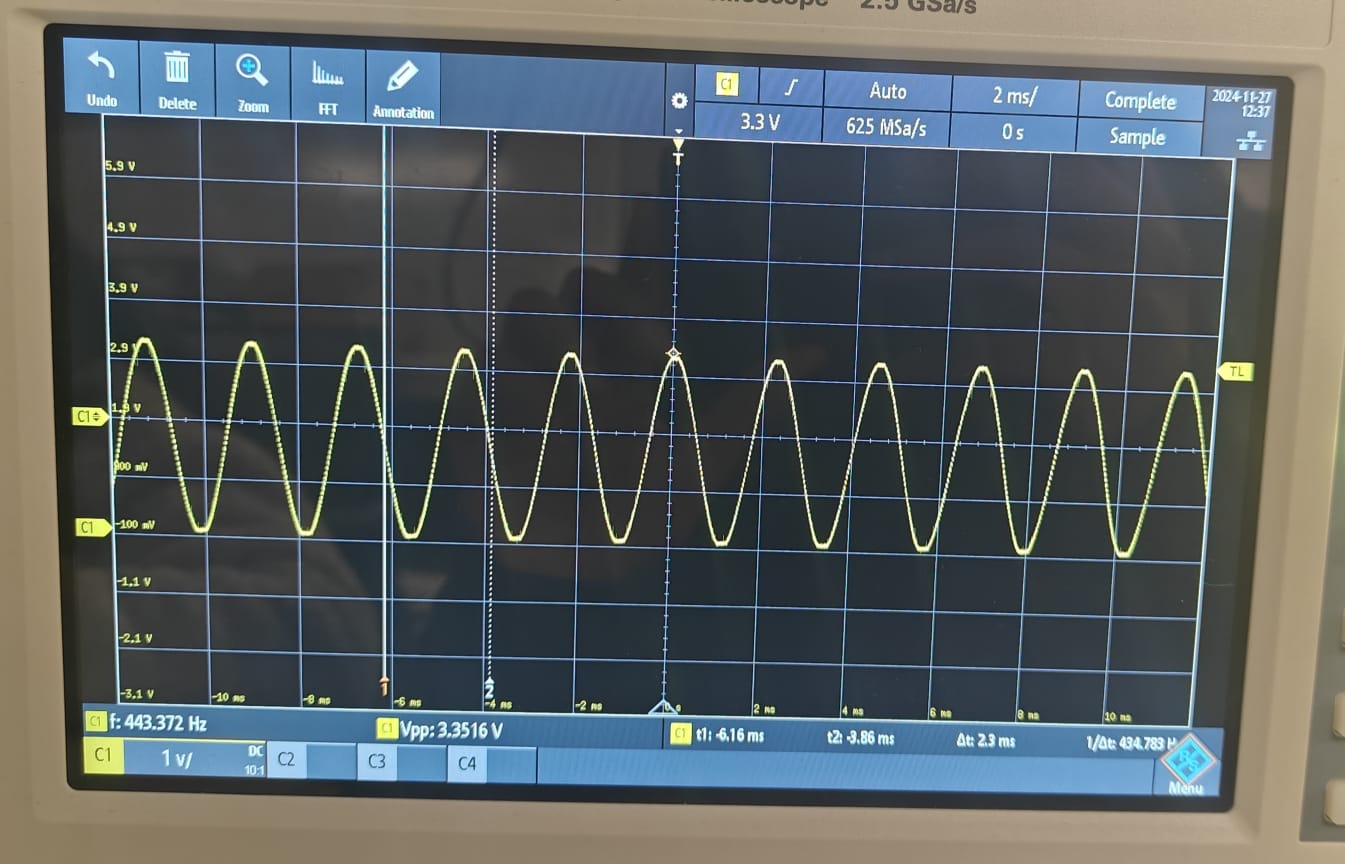 2.5 GSa/s
Undo
Delete
Zoom
FFT
Annotation
C1
Auto
2 ms/
Complete
2024-11-27
12:37
3.3 V
625 MSa/s
0 s
Sample
T
5.9 V
4.9 V
3.9 V
2.9 V
1.9 V
900 mV
-100 mV
-1.1 V
-2.1 V
-3.1 V
C1
C1
TL
1
2
-10 ms
-8 ms
-6 ms
-4 ms
-2 ms
0 s
2 ms
4 ms
6 ms
8 ms
10 ms
C1 f: 443.372 Hz
C1 Vpp: 3.3516 V
C1 t1: -6.16 ms
t2: -3.86 ms
Δt: 2.3 ms
1/Δt: 434.783 H
C1
1 V/
DC
10:1
C2
C3
C4
Menu